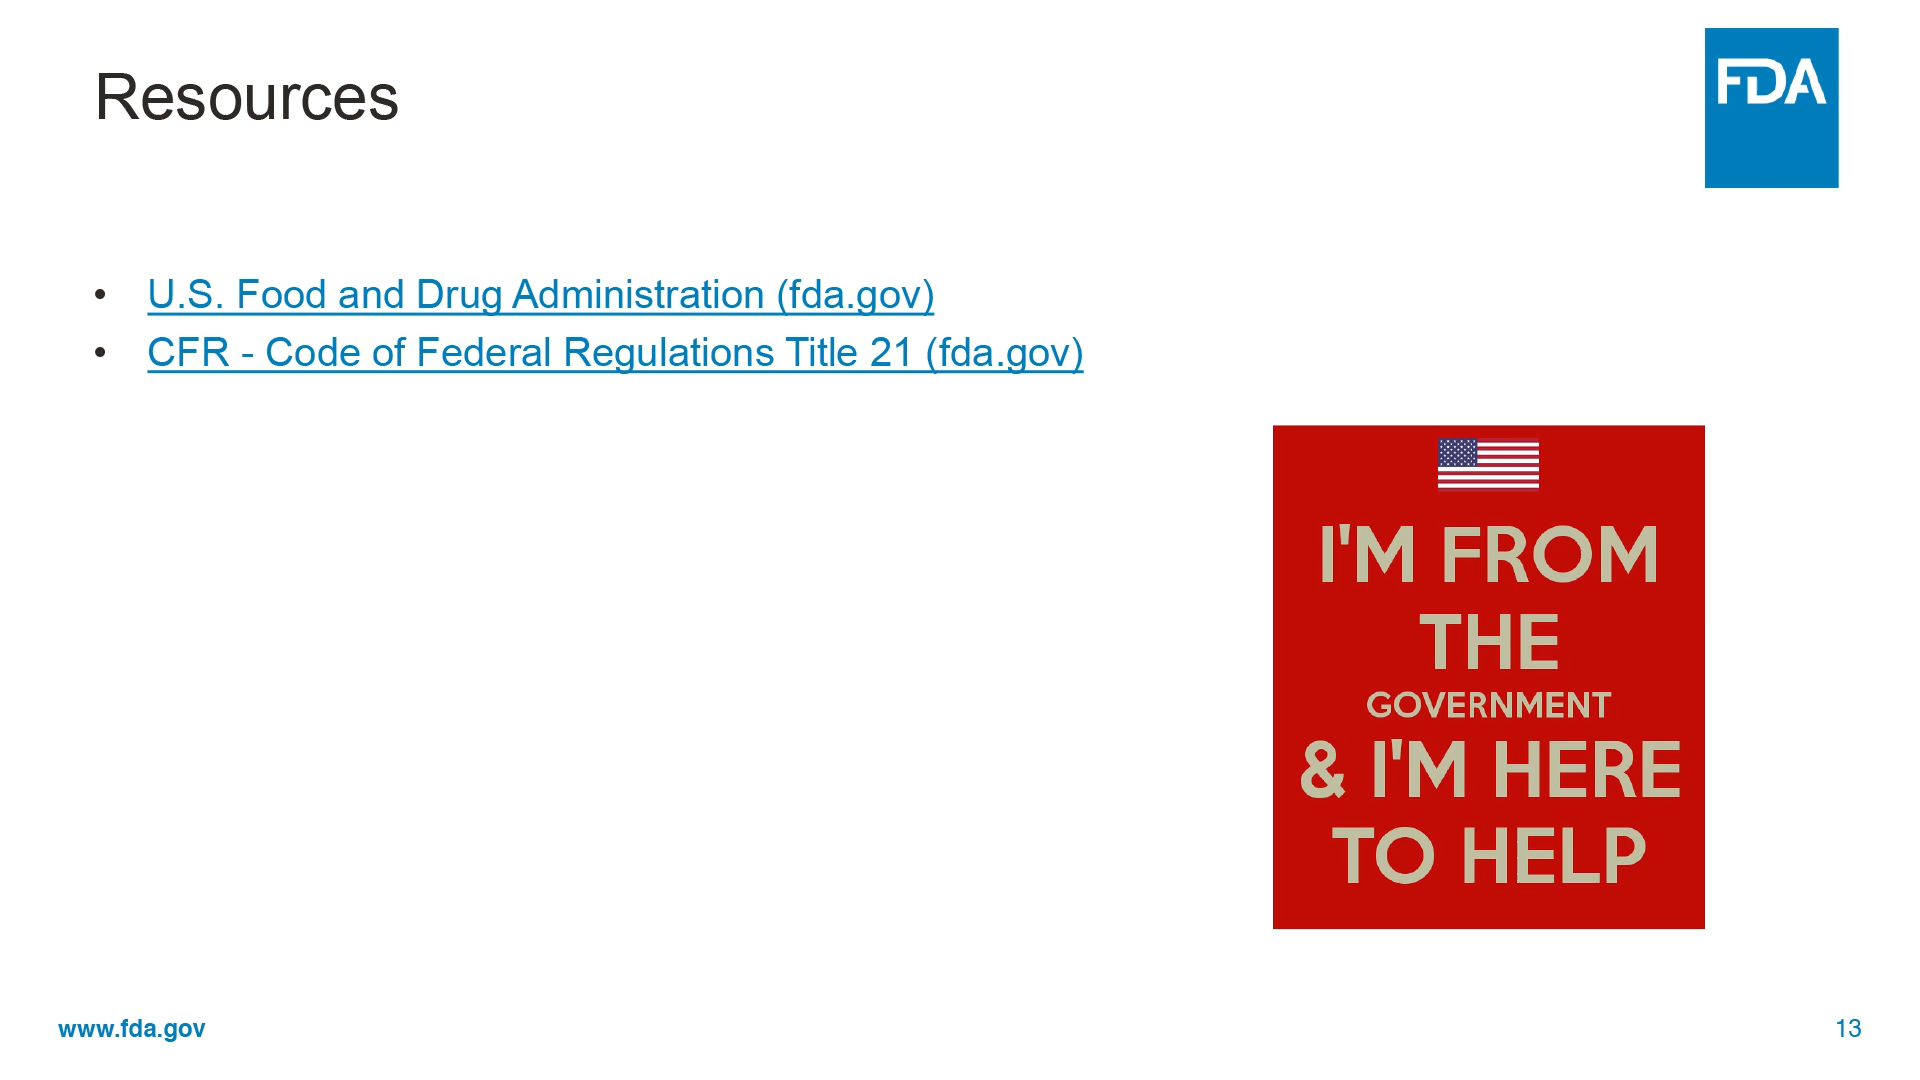 Resources
FDA
• U.S. Food and Drug Administration (fda.gov)
• CFR - Code of Federal Regulations Title 21 (fda.gov)
I'M FROM
THE
GOVERNMENT
& I'M HERE
TO HELP
www.fda.gov
13